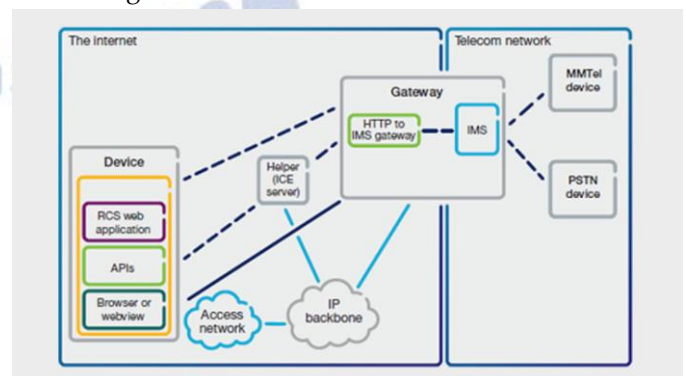 The internet
Telecom network
Gateway
HTTP to
IMS gateway
IMS
MMTel
device
PSTN
device
Helper
(ICE
server)
Device
RCS web
application
APIs
Browser or
webview
Access
network
IP
backbone